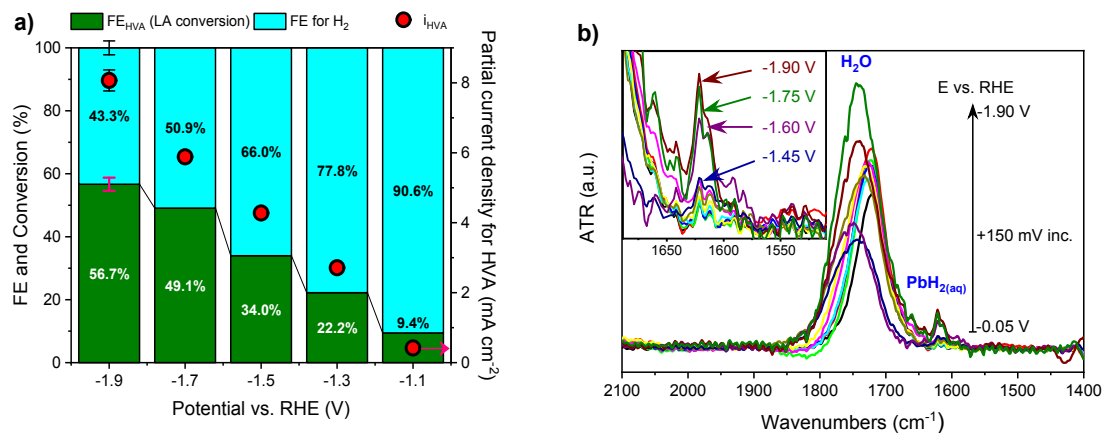 FE_HVA (LA conversion) FE for H₂ i_HVA
a)
FE and Conversion (%)
100
80
60
40
20
0
43.3%
50.9%
66.0%
77.8%
90.6%
56.7%
49.1%
34.0%
22.2%
9.4%
-1.9
-1.7
-1.5
-1.3
-1.1
Potential vs. RHE (V)
9
8
7
6
5
4
3
2
1
0
Partial current
density for HVA (mA cm⁻²)
b)
ATR (a.u.)
-1.90 V
-1.75 V
-1.60 V
-1.45 V
1650
1600
1550
H₂O
E vs. RHE
-1.90 V
+150 mV inc.
PbH₂₍aq₎
-0.05 V
2100
2000
1900
1800
1700
1600
1500
1400
Wavenumbers (cm⁻¹)